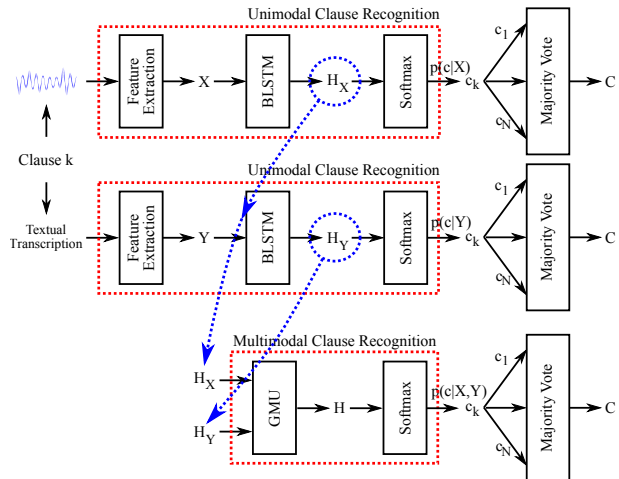 Unimodal Clause Recognition
Feature
Extraction
X
BLSTM
H_X
Softmax
p(c|X)
c_k
c_1
c_N
Majority Vote
C
Clause k
Unimodal Clause Recognition
Textual
Transcription
Feature
Extraction
Y
BLSTM
H_Y
Softmax
p(c|Y)
c_k
c_1
c_N
Majority Vote
C
Multimodal Clause Recognition
H_X
H_Y
GMU
H
Softmax
p(c|X,Y)
c_k
c_1
c_N
Majority Vote
C